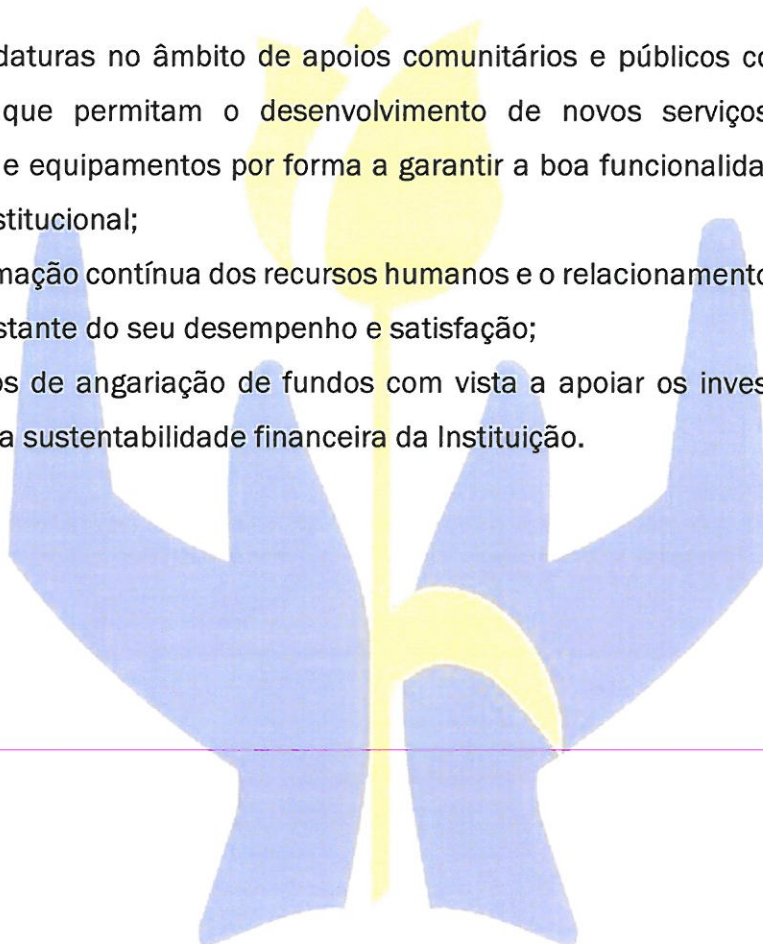 daturas no âmbito de apoios comunitários e públicos co
que permitam o desenvolvimento de novos serviços
e equipamentos por forma a garantir a boa funcionalida
stitucional;
mação contínua dos recursos humanos e o relacionamento
stante do seu desempenho e satisfação;
os de angariação de fundos com vista a apoiar os inves
a sustentabilidade financeira da Instituição.